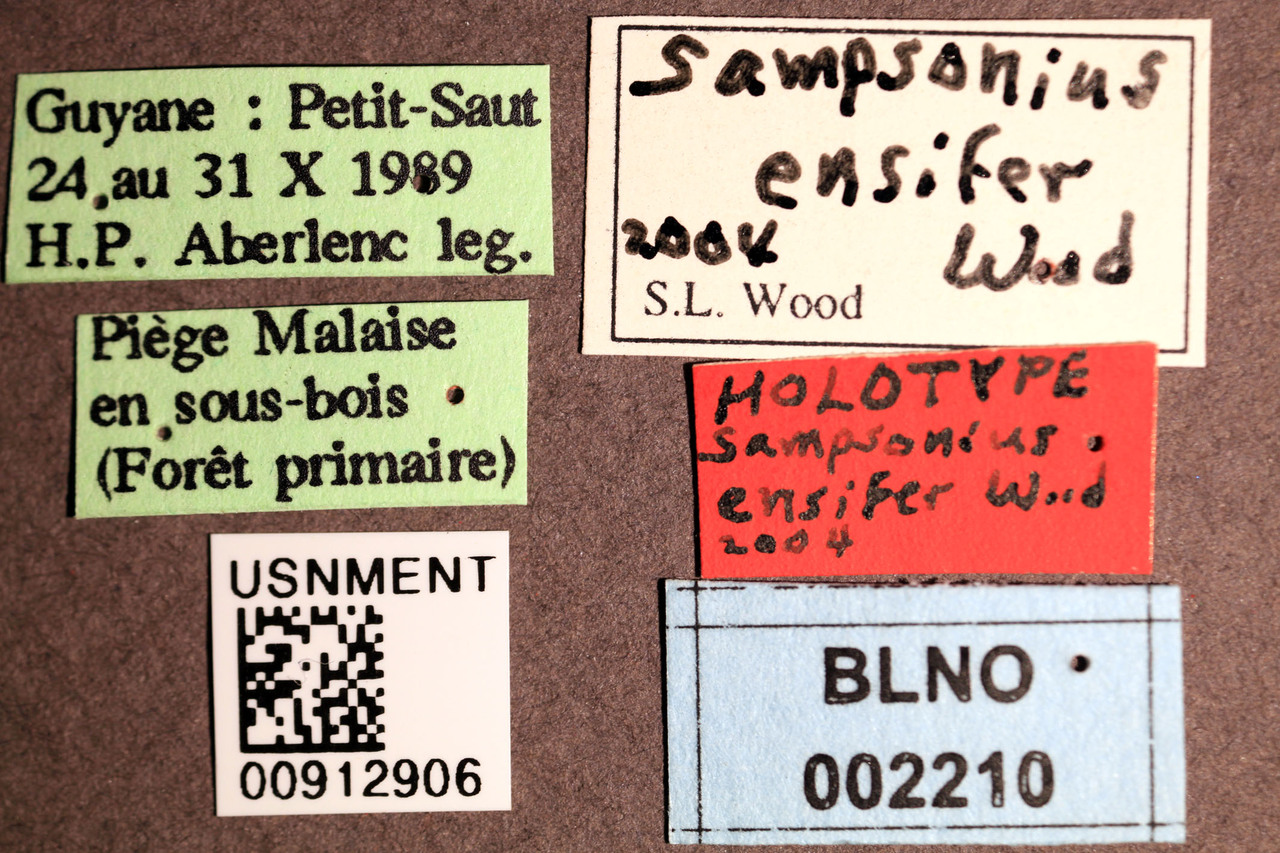 Guyane : Petit-Saut
24 au 31 X 1989
H.P. Aberlenc leg.
Piège Malaise
en sous-bois
(Forêt primaire)
USNMENT
00912906
Sampsonius
ensifer
2004 Wood
S.L. Wood
HOLOTYPE
Sampsonius
ensifer Wood
2004
BLNO
002210